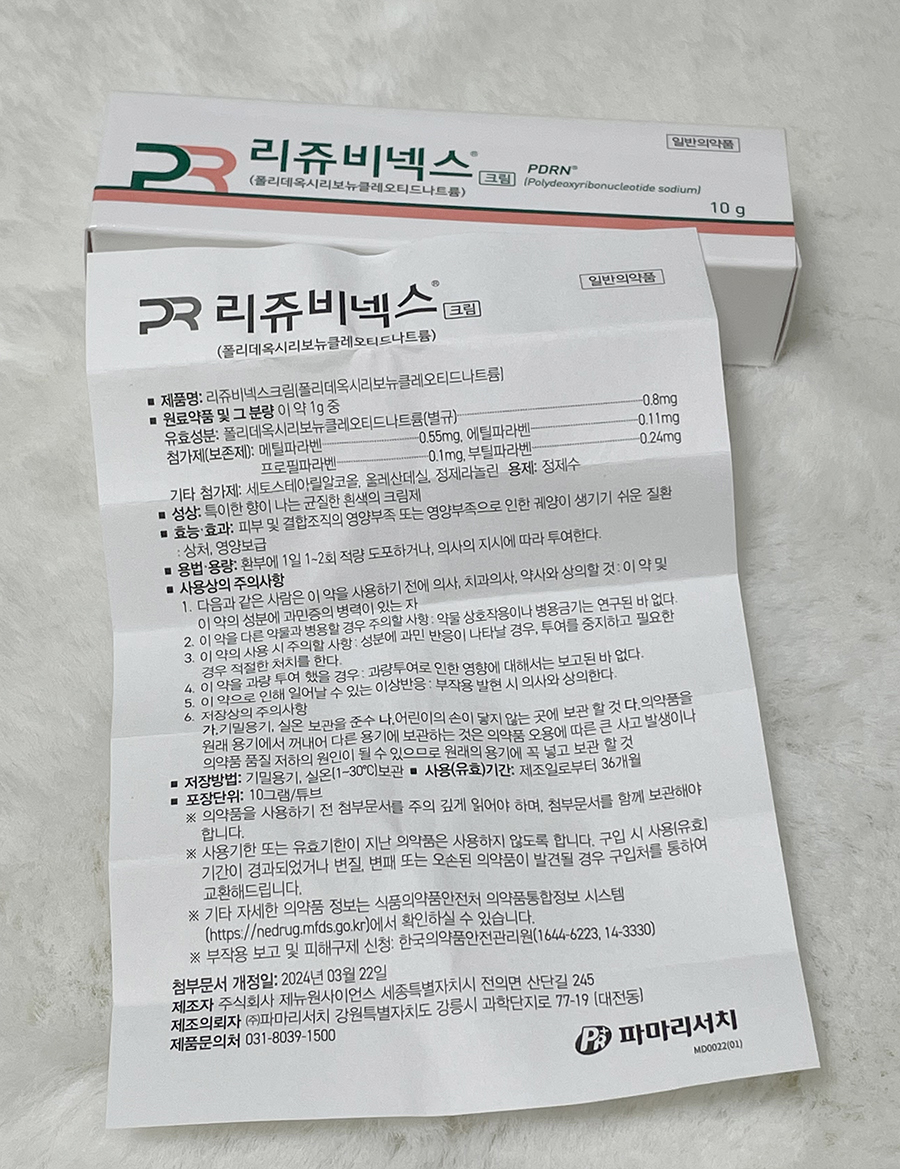 PR 리쥬비넥스® 크림 PDRN® 일반의약품
(폴리데옥시리보뉴클레오티드나트륨) (Polydeoxyribonucleotide sodium)
10 g
PR 리쥬비넥스® 크림 일반의약품
(폴리데옥시리보뉴클레오티드나트륨)
■ 제품명: 리쥬비넥스크림(폴리데옥시리보뉴클레오티드나트륨)
■ 원료약품 및 그 분량 이 약 1g 중
유효성분: 폴리데옥시리보뉴클레오티드나트륨(별규) 0.8mg
첨가제(보존제): 메틸파라벤 0.55mg, 에틸파라벤 0.11mg
프로필파라벤 0.1mg, 부틸파라벤 0.24mg
기타 첨가제: 세토스테아릴알코올, 올레산데실, 정제라놀린 용제: 정제수
■ 성상: 특이한 향이 나는 균질한 흰색의 크림제
■ 효능·효과: 피부 및 결합조직의 영양부족 또는 영양부족으로 인한 궤양이 생기기 쉬운 질환
: 상처, 영양보급
■ 용법·용량: 환부에 1일 1~2회 적량 도포하거나, 의사의 지시에 따라 투여한다.
■ 사용상의 주의사항
1. 다음과 같은 사람은 이 약을 사용하기 전에 의사, 치과의사, 약사와 상의할 것 : 이 약 및
이 약의 성분에 과민증의 병력이 있는 자
2. 이 약을 다른 약물과 병용할 경우 주의할 사항 : 약물 상호작용이나 병용금기는 연구된 바 없다.
3. 이 약의 사용 시 주의할 사항 : 성분에 과민 반응이 나타날 경우, 투여를 중지하고 필요한
경우 적절한 처치를 한다.
4. 이 약을 과량 투여 했을 경우 : 과량투여로 인한 영향에 대해서는 보고된 바 없다.
5. 이 약으로 인해 일어날 수 있는 이상반응 : 부작용 발현 시 의사와 상의한다.
6. 저장상의 주의사항
가.기밀용기, 실온 보관을 준수 나.어린이의 손이 닿지 않는 곳에 보관 할 것 다.의약품을
원래 용기에서 꺼내어 다른 용기에 보관하는 것은 의약품 오용에 따른 큰 사고 발생이나
의약품 품질 저하의 원인이 될 수 있으므로 원래의 용기에 꼭 넣고 보관 할 것
■ 저장방법: 기밀용기, 실온(1~30℃)보관 ■ 사용(유효)기간: 제조일로부터 36개월
■ 포장단위: 10그램/튜브
※ 의약품을 사용하기 전 첨부문서를 주의 깊게 읽어야 하며, 첨부문서를 함께 보관해야
합니다.
※ 사용기한 또는 유효기한이 지난 의약품은 사용하지 않도록 합니다. 구입 시 사용(유효)
기간이 경과되었거나 변질, 변패 또는 오손된 의약품이 발견될 경우 구입처를 통하여
교환해드립니다.
※ 기타 자세한 의약품 정보는 식품의약품안전처 의약품통합정보 시스템
(https://nedrug.mfds.go.kr)에서 확인하실 수 있습니다.
※ 부작용 보고 및 피해구제 신청: 한국의약품안전관리원(1644-6223, 14-3330)
첨부문서 개정일: 2024년 03월 22일
제조자 주식회사 제뉴원사이언스 세종특별자치시 전의면 산단길 245
제조의뢰자 ㈜파마리서치 강원특별자치도 강릉시 과학단지로 77-19 (대전동)
제품문의처 031-8039-1500
PR 파마리서치
MD0022(01)